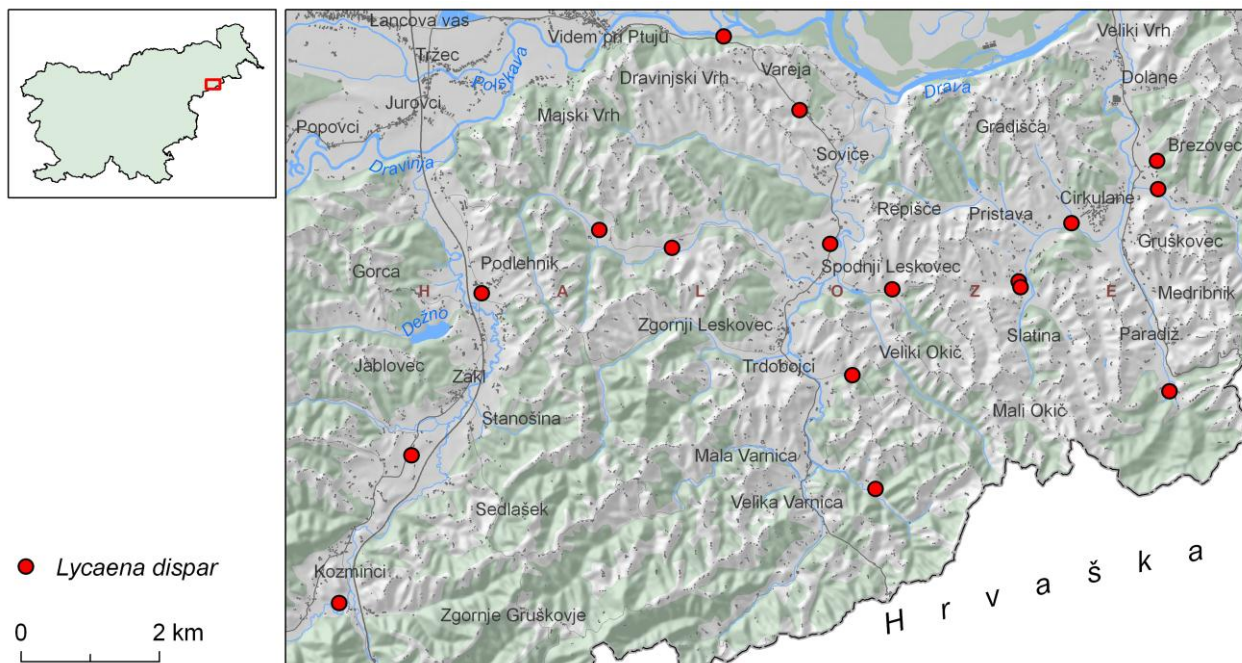 Lancova vas
Videm pri Ptuju
Veliki Vrh
Tržec
Polskava
Dravinjski Vrh
Vareja
Dolane
Drava
Jurovci
Majski Vrh
Gradišča
Popovci
Soviče
Brezovec
Dravinja
Cirkulane
Repišče
Pristava
Gruškovec
Podlehnik
Spodnji Leskovec
Gorca
H A L O Z E
Medribnik
Dežno
Zgornji Leskovec
Slatina
Paradiž
Veliki Okič
Jablovec
Zakl
Trdobojci
Stanošina
Mali Okič
Mala Varnica
Velika Varnica
Sedlašek
Lycaena dispar
Kozminci
Hrvaška
Zgornje Gruškovje
0 2 km